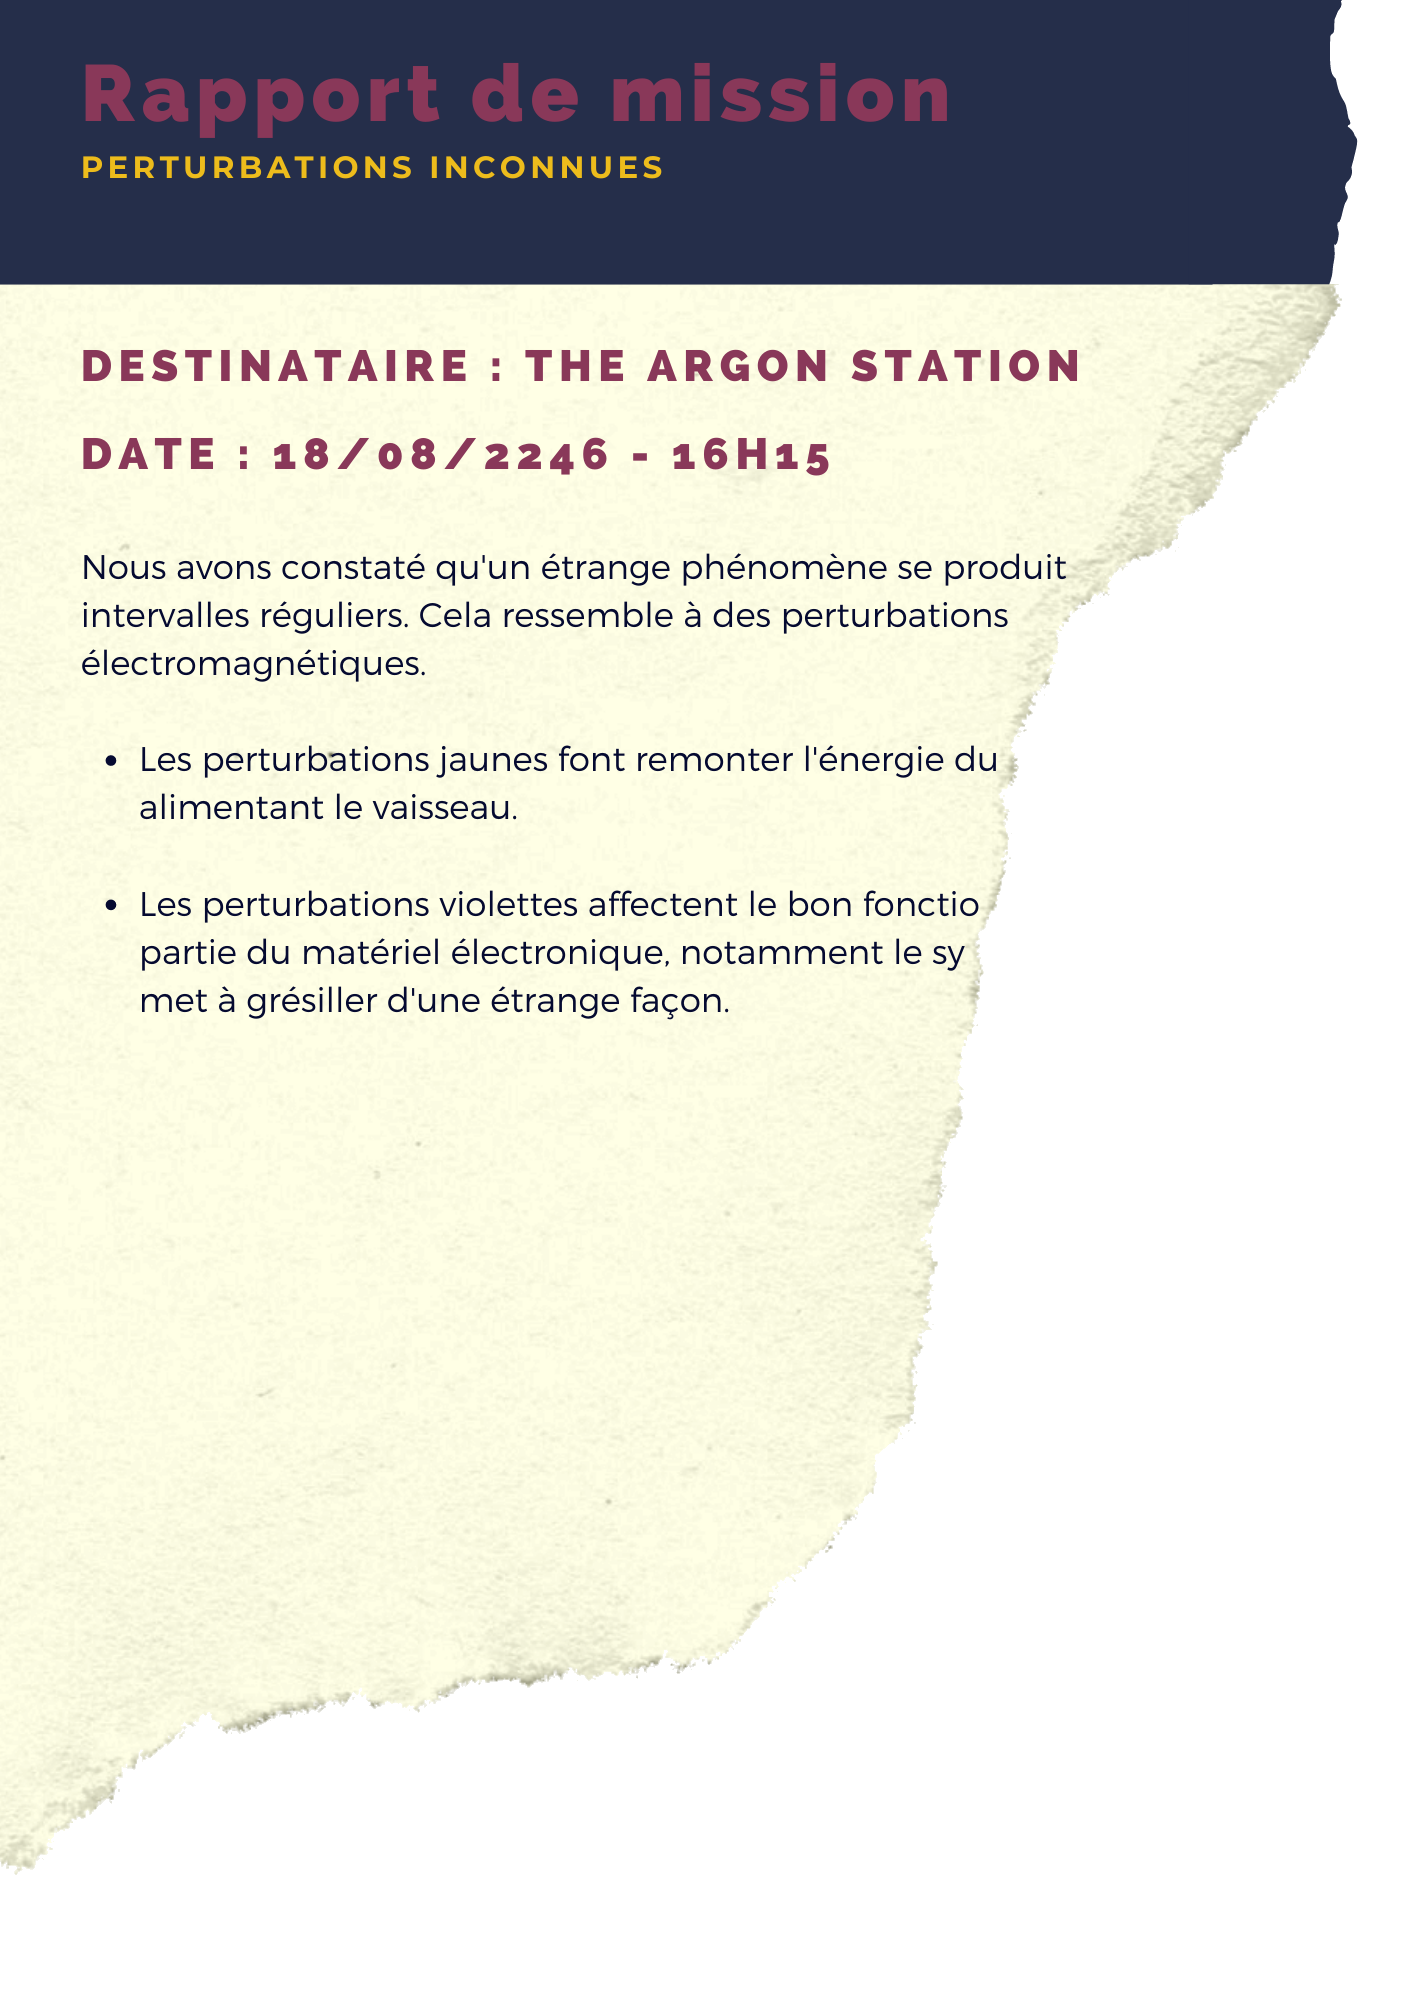 Rapport de mission
PERTURBATIONS INCONNUES
DESTINATAIRE : THE ARGON STATION
DATE : 18/08/2246 - 16H15
Nous avons constaté qu'un étrange phénomène se produit
intervalles réguliers. Cela ressemble à des perturbations
électromagnétiques.
• Les perturbations jaunes font remonter l'énergie du
alimentant le vaisseau.
• Les perturbations violettes affectent le bon fonctio
partie du matériel électronique, notamment le sy
met à grésiller d'une étrange façon.